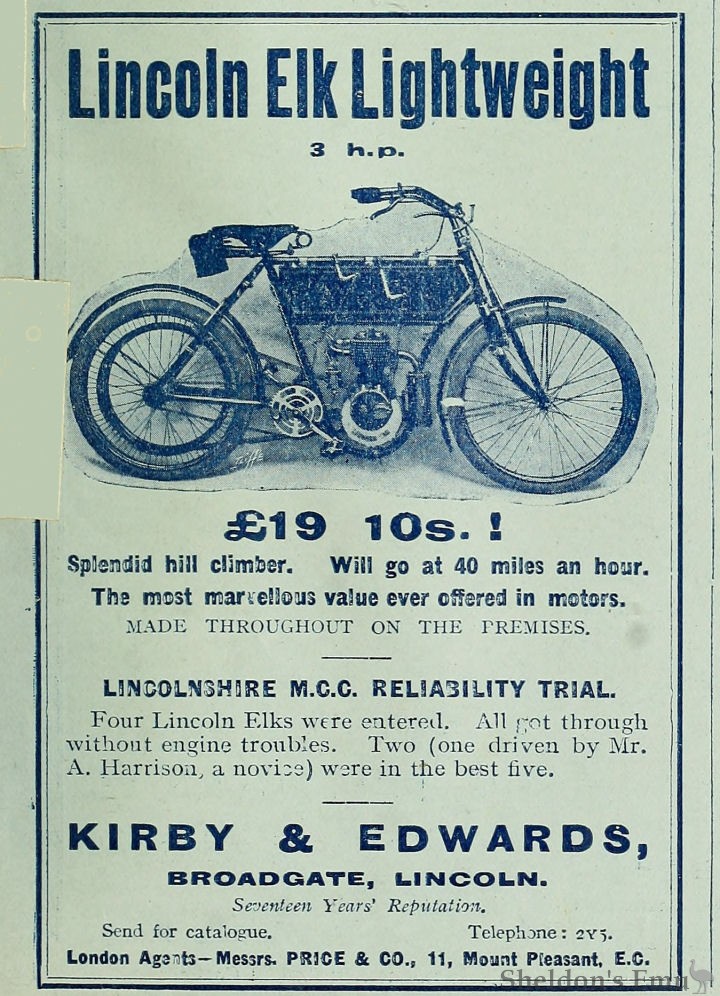 Lincoln Elk Lightweight
3 h.p.
£19 10s. !
Splendid hill climber. Will go at 40 miles an hour.
The most marvellous value ever offered in motors.
MADE THROUGHOUT ON THE PREMISES.
LINCOLNSHIRE M.C.C. RELIABILITY TRIAL.
Four Lincoln Elks were entered. All got through
without engine troubles. Two (one driven by Mr.
A. Harrison, a novice) were in the best five.
KIRBY & EDWARDS,
BROADGATE, LINCOLN.
Seventeen Years' Reputation.
Send for catalogue. Telephone: 2Y5.
London Agents—Messrs. PRICE & CO., 11, Mount Pleasant, E.C.
Sheldon's Emu